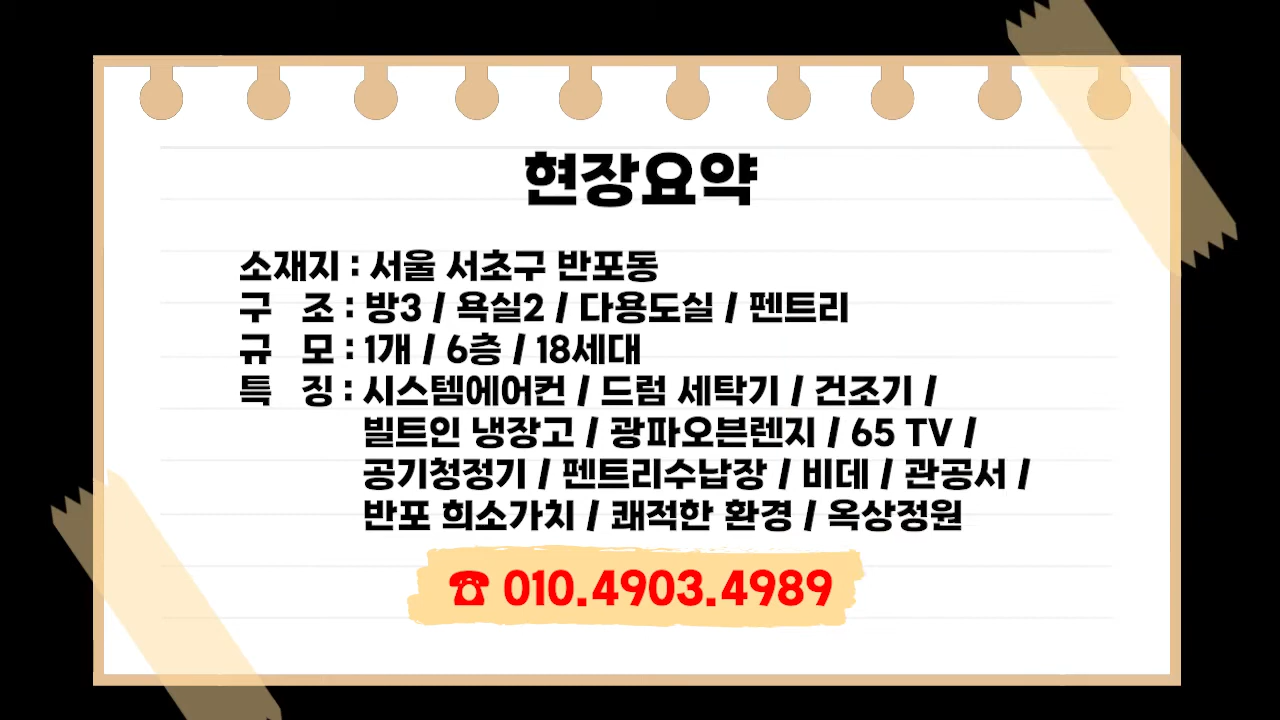 현장요약
소재지 : 서울 서초구 반포동
구 조 : 방3 / 욕실2 / 다용도실 / 펜트리
규 모 : 1개 / 6층 / 18세대
특 징 : 시스템에어컨 / 드럼 세탁기 / 건조기 /
빌트인 냉장고 / 광파오븐렌지 / 65 TV /
공기청정기 / 펜트리수납장 / 비데 / 관공서 /
반포 희소가치 / 쾌적한 환경 / 옥상정원
☎ 010.4903.4989